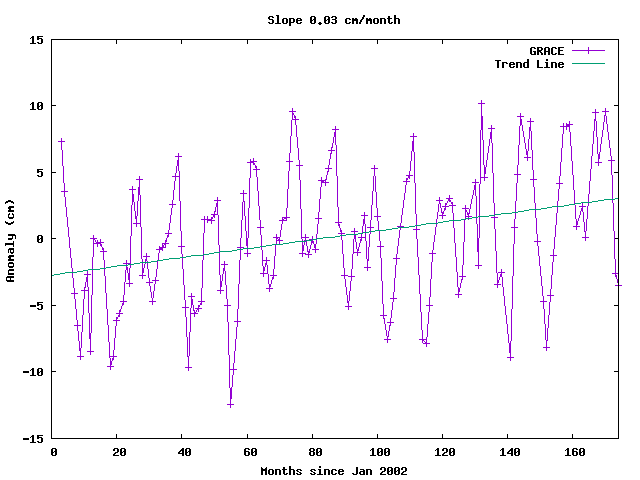 Slope 0.03 cm/month
GRACE
Trend Line
15
10
5
0
-5
-10
-15
Anomaly (cm)
0 20 40 60 80 100 120 140 160
Months since Jan 2002